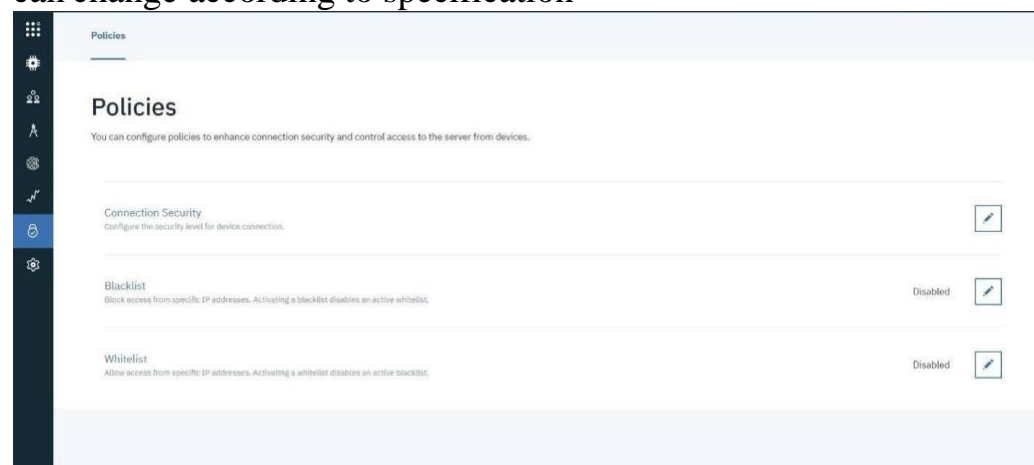 can change according to specification
Policies
Policies
You can configure policies to enhance connection security and control access to the server from devices.
Connection Security
Configure the security level for device connection.
Blacklist
Block access from specific IP addresses. Activating a blacklist disables an active whitelist.
Disabled
Whitelist
Allow access from specific IP addresses. Activating a whitelist disables an active blacklist.
Disabled